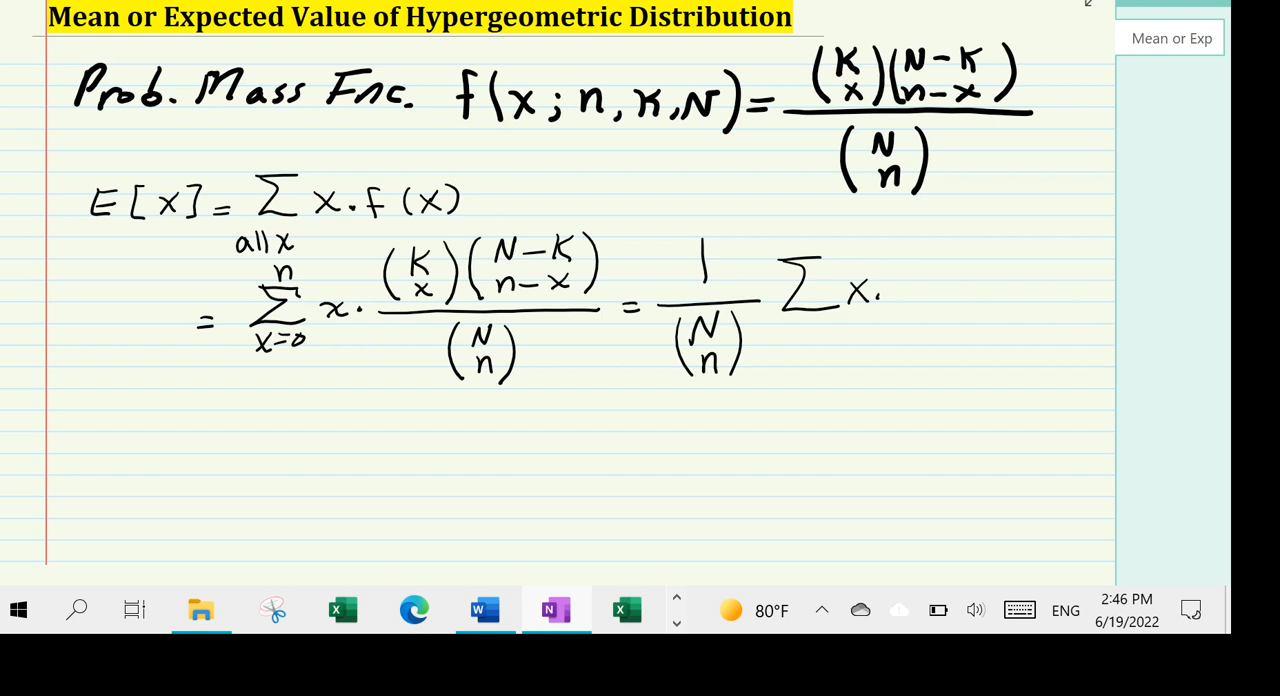 Mean or Expected Value of Hypergeometric Distribution
Mean or Exp
Prob. Mass Fnc. f(x; n, K, N) = (K x)(N-K n-x) / (N n)
E[X] = Σ x.f(x)
all x
= Σ x=0 n x. (K x)(N-K n-x) / (N n) = 1 / (N n) Σ x.
80°F
ENG
2:46 PM
6/19/2022